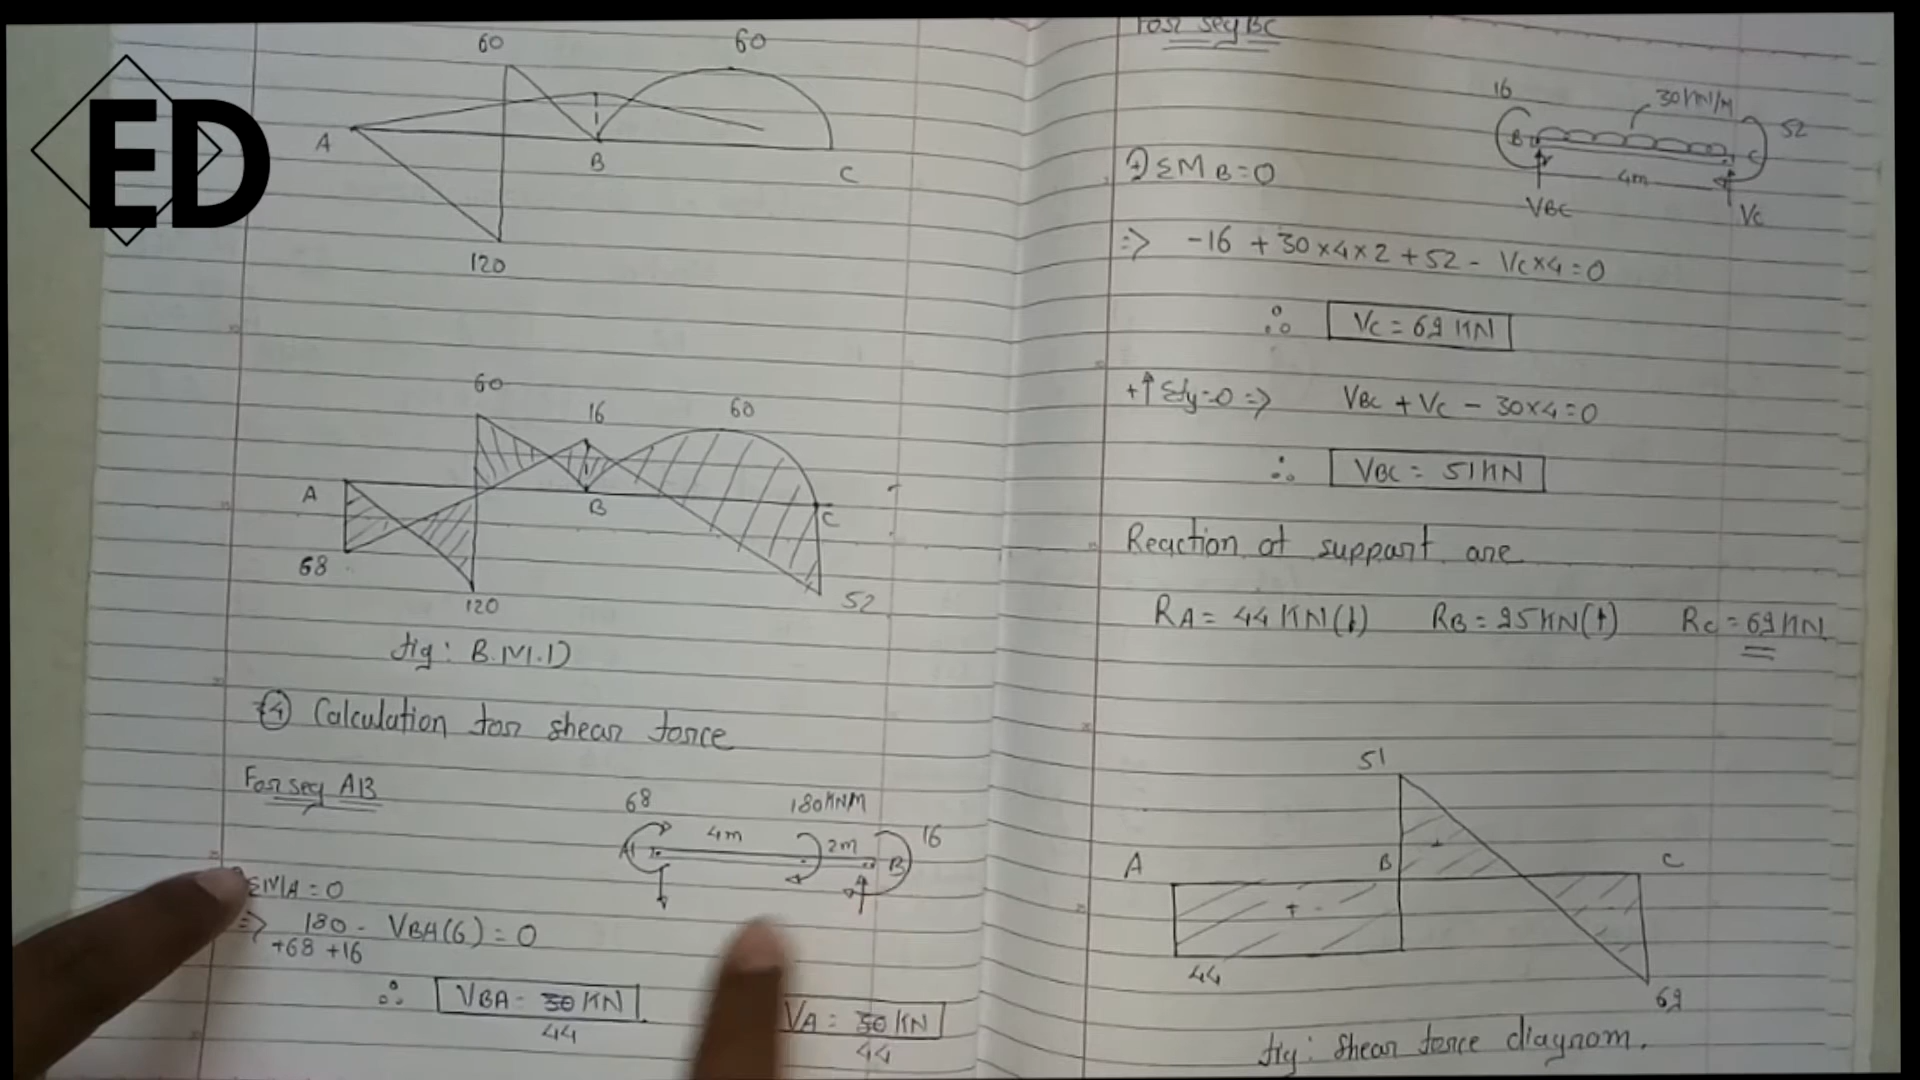 ED
60 60
A B C
120
60 16 60
A B C
68 120 52
fig: B.M.D
④ Calculation for shear force
For seg AB
68 180KNM 16
A 4m 2m B
ΣMA = 0
⇒ 180 - VBA(6) = 0
+68 +16
∴ VBA = 30 KN
44
VA = 30 KN
44
For seg BC
16 30KN/M 52
B C
4m
VBC VC
+ ΣMB = 0
⇒ -16 + 30×4×2 + 52 - Vc×4 = 0
∴ Vc = 69 KN
+↑ Σfy=0 ⇒ VBC + Vc - 30×4 = 0
∴ VBC = 51KN
Reaction at support are
RA = 44 KN(↓) RB = 95KN(↑) RC = 69 KN
51
A B C
+ +
44 69
fig: Shear force diagram.